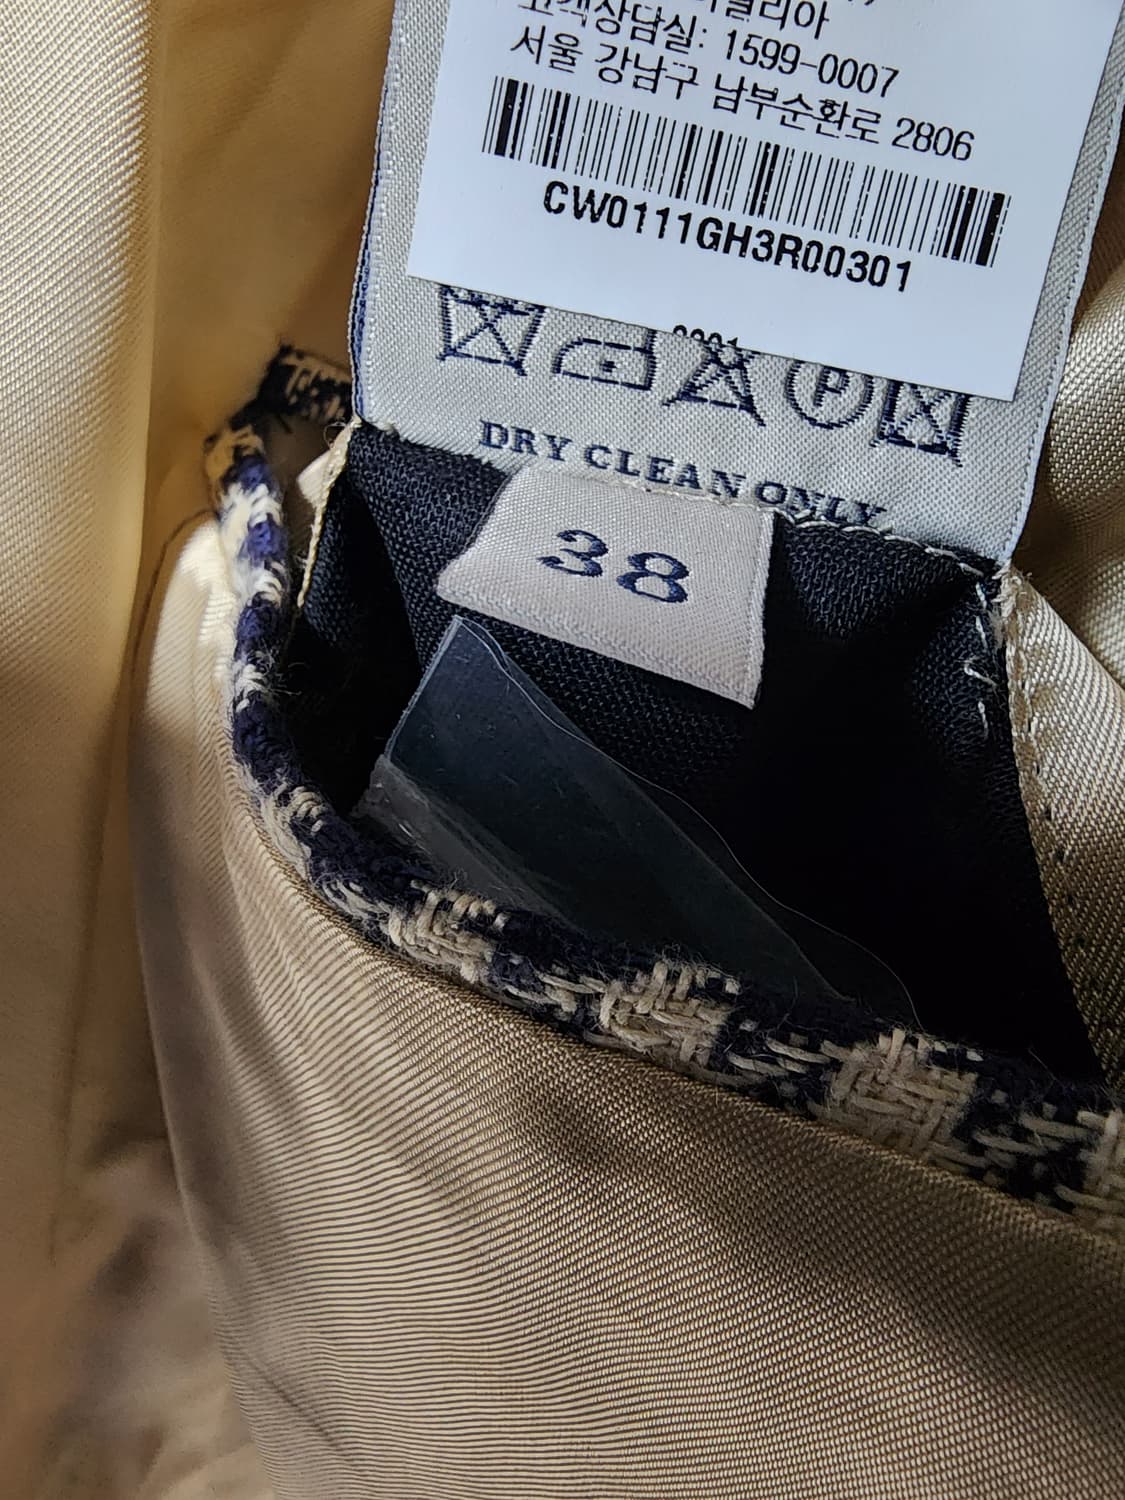 고객상담실: 1599-0007
서울 강남구 남부순환로 2806
CW0111GH3R00301
P
DRY CLEAN ONLY
38